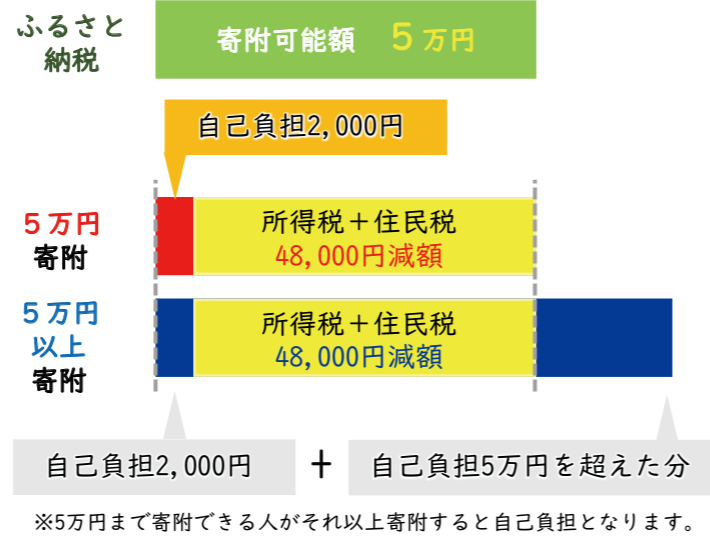 ふるさと
納税
寄附可能額 5万円
自己負担2,000円
5万円
寄附
所得税＋住民税
48,000円減額
5万円
以上
寄附
所得税＋住民税
48,000円減額
自己負担2,000円 + 自己負担5万円を超えた分
※5万円まで寄附できる人がそれ以上寄附すると自己負担となります。